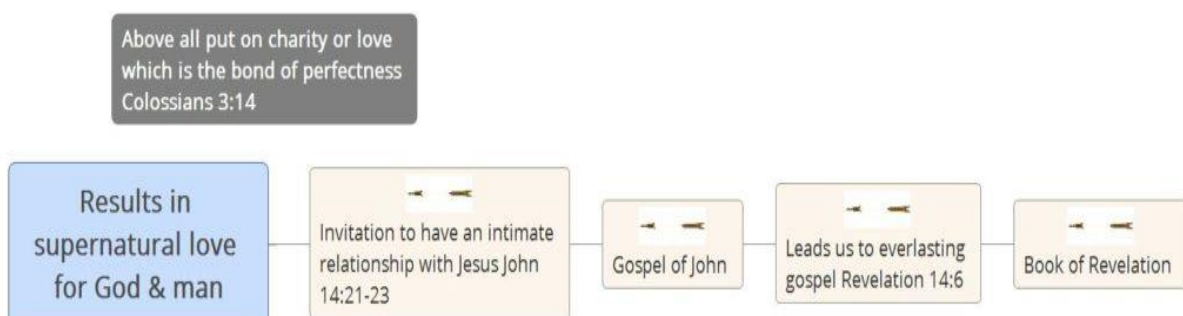 Above all put on charity or love
which is the bond of perfectness
Colossians 3:14
Results in
supernatural love
for God & man
Invitation to have an intimate
relationship with Jesus John
14:21-23
Gospel of John
Leads us to everlasting
gospel Revelation 14:6
Book of Revelation